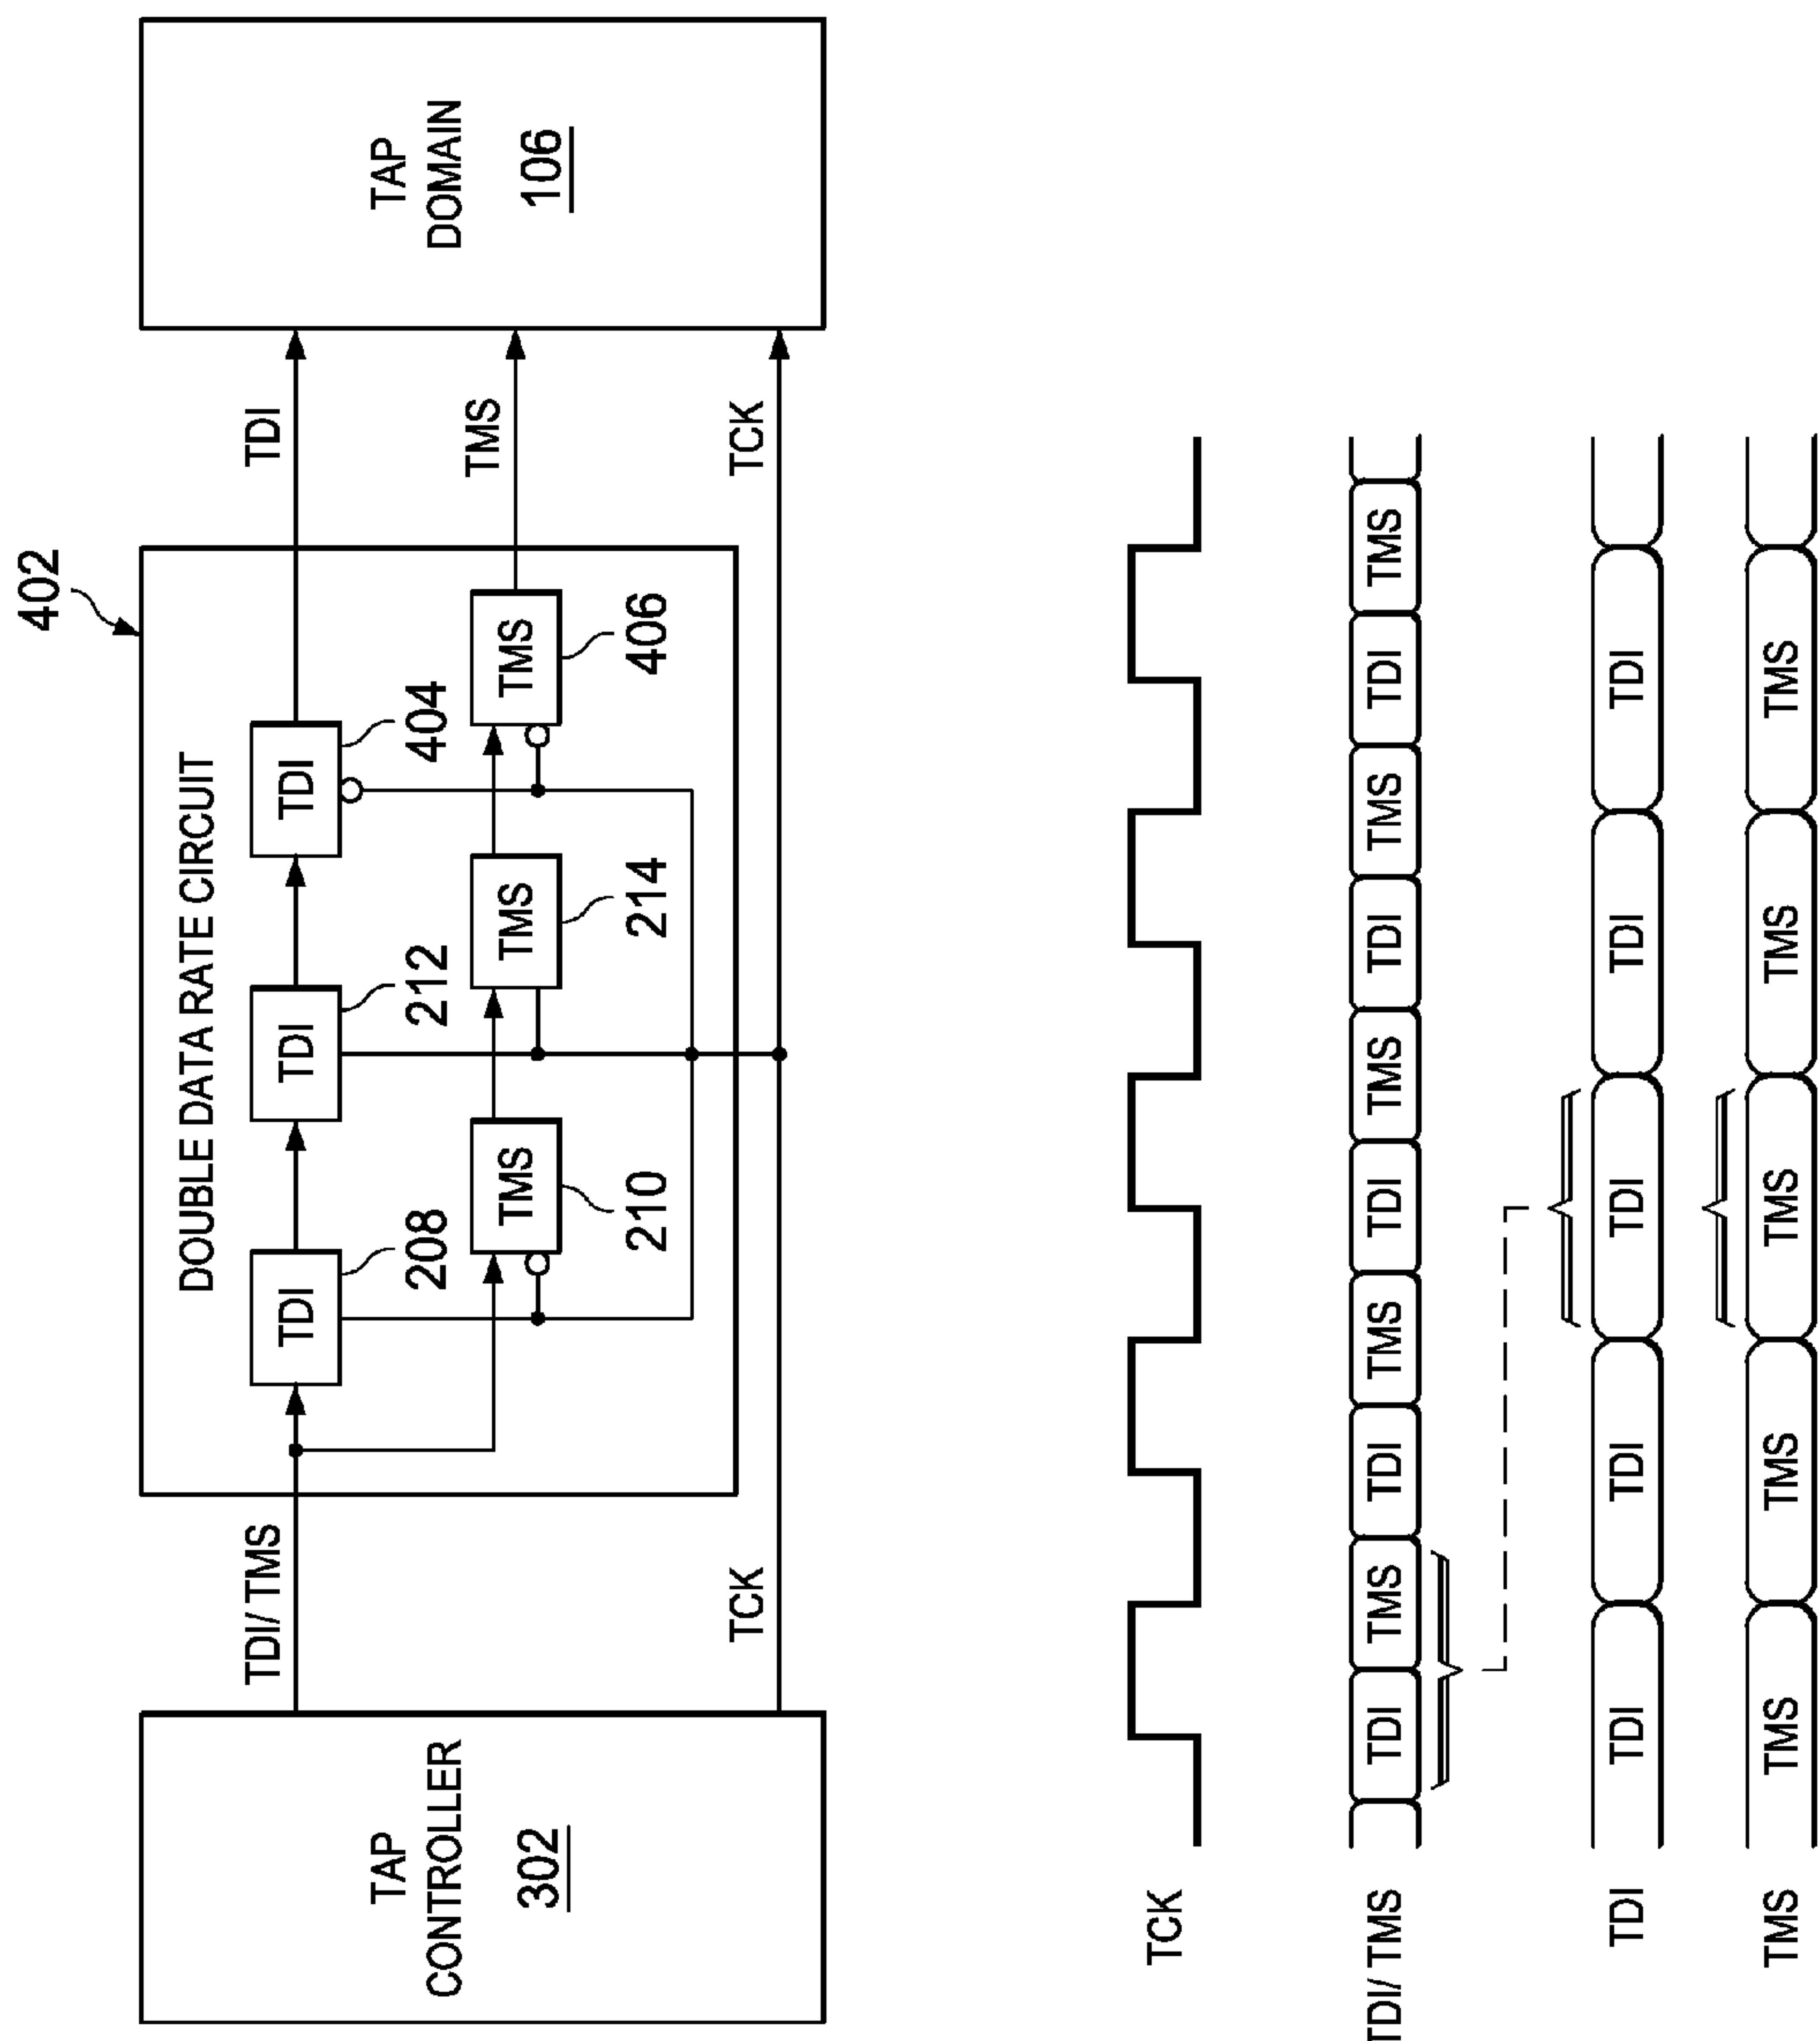 402
DOUBLE DATA RATE CIRCUIT
TAP
CONTROLLER
302
TDI/TMS
TCK
TDI
208
TDI
212
TDI
404
TMS
210
TMS
214
TMS
406
TDI
TMS
TCK
TAP
DOMAIN
106
TCK
TDI/TMS
TDI
TMS
TDI
TMS
TDI
TMS
TDI
TMS
TDI
TMS
TDI
TDI
TDI
TDI
TDI
TDI
TMS
TMS
TMS
TMS
TMS
TMS